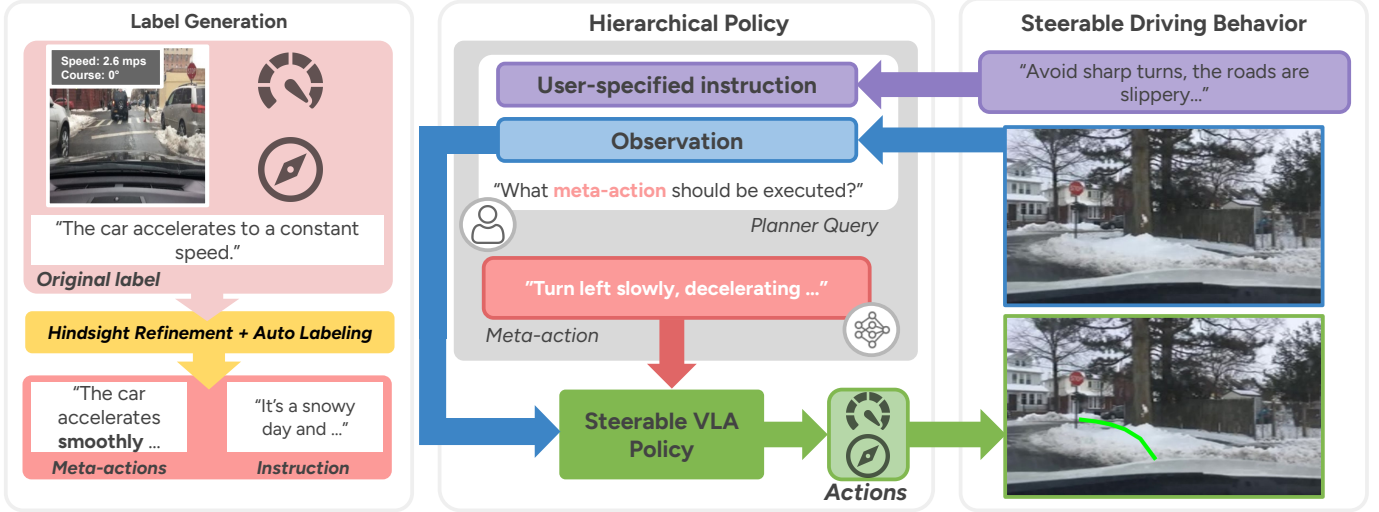 Label Generation
Speed: 2.6 mps
Course: 0°
“The car accelerates to a constant
speed.”
Original label
Hindsight Refinement + Auto Labeling
“The car
accelerates
smoothly ...
Meta-actions
“It’s a snowy
day and ...”
Instruction
Hierarchical Policy
User-specified instruction
Observation
“What meta-action should be executed?”
Planner Query
”Turn left slowly, decelerating ...”
Meta-action
Steerable VLA
Policy
Actions
Steerable Driving Behavior
“Avoid sharp turns, the roads are
slippery...”